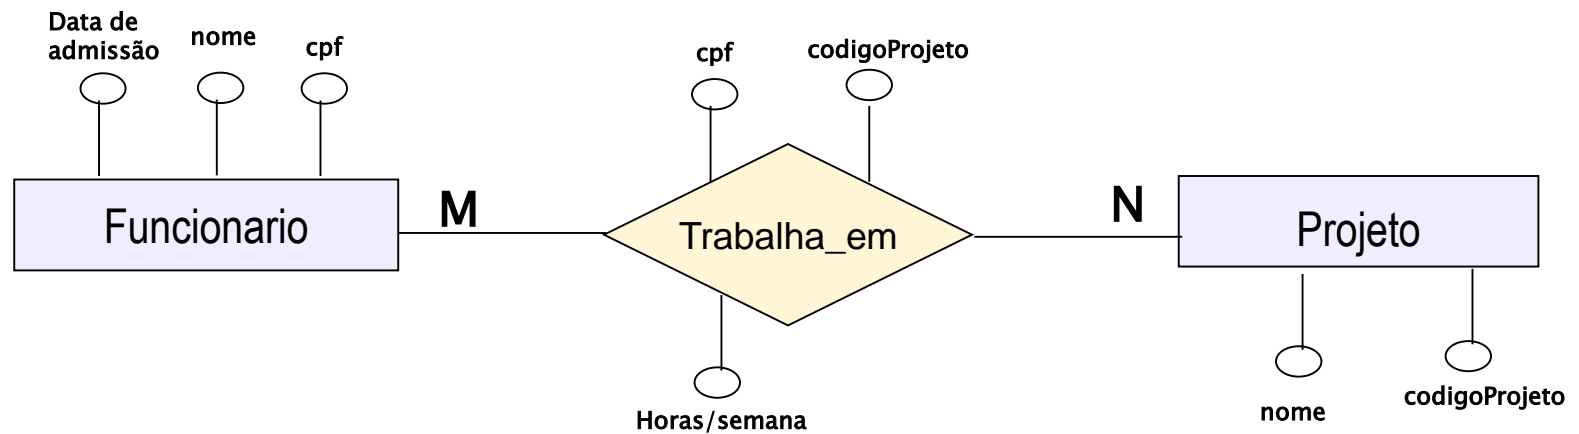 Data de
admissão
nome
cpf
cpf
codigoProjeto
Funcionario
M
Trabalha_em
N
Projeto
Horas/semana
nome
codigoProjeto